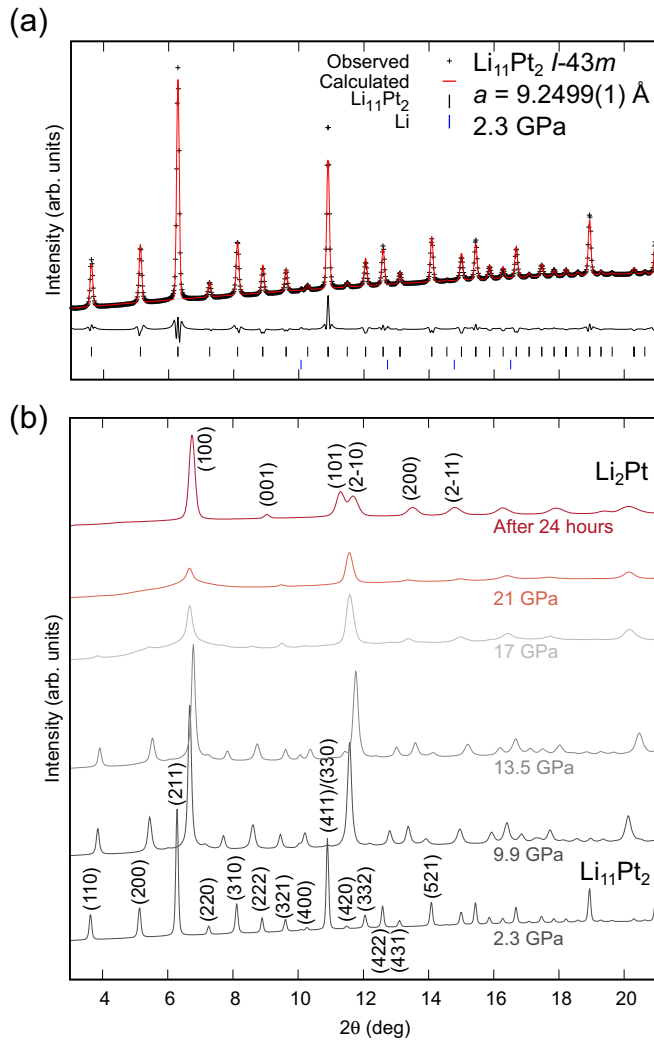 (a)
Observed
Calculated
Li₁₁Pt₂
Li
Li₁₁Pt₂ I-43m
a = 9.2499(1) Å
2.3 GPa
Intensity (arb. units)
(b)
(100)
(001)
(101)
(2-10)
(200)
(2-11)
Li₂Pt
After 24 hours
21 GPa
17 GPa
13.5 GPa
9.9 GPa
Li₁₁Pt₂
2.3 GPa
(110)
(200)
(211)
(220)
(310)
(222)
(321)
(400)
(411)/(330)
(420)
(332)
(422)
(431)
(521)
Intensity (arb. units)
4 6 8 10 12 14 16 18 20
2θ (deg)